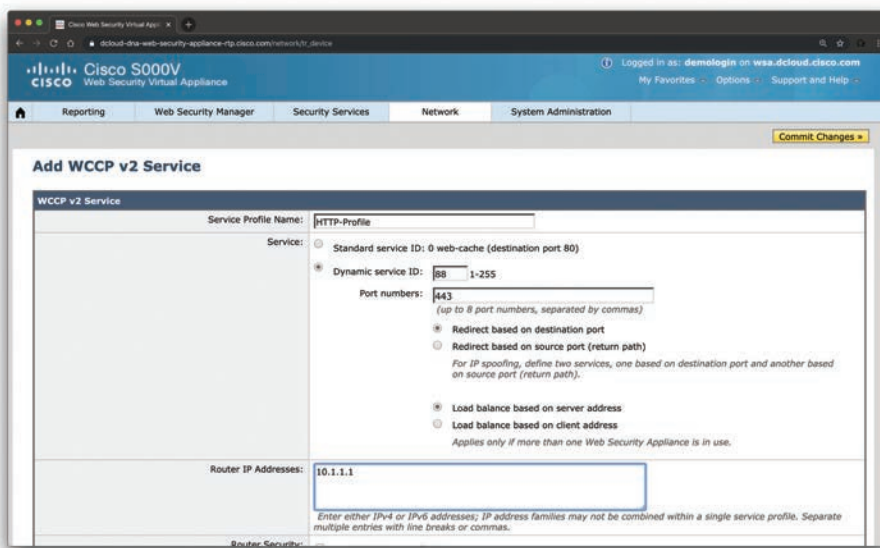 Cisco Web Security Virtual Appl
dcloud-dna-web-security-appliance-rtp.cisco.com/network/tr_device
Cisco S000V
CISCO Web Security Virtual Appliance
Logged in as: demologin on wsa.dcloud.cisco.com
My Favorites Options Support and Help
Reporting Web Security Manager Security Services Network System Administration
Commit Changes »
Add WCCP v2 Service
WCCP v2 Service
Service Profile Name: HTTP-Profile
Service: Standard service ID: 0 web-cache (destination port 80)
Dynamic service ID: 88 1-255
Port numbers: 443
(up to 8 port numbers, separated by commas)
Redirect based on destination port
Redirect based on source port (return path)
For IP spoofing, define two services, one based on destination port and another based
on source port (return path).
Load balance based on server address
Load balance based on client address
Applies only if more than one Web Security Appliance is in use.
Router IP Addresses: 10.1.1.1
Enter either IPv4 or IPv6 addresses; IP address families may not be combined within a single service profile. Separate
multiple entries with line breaks or commas.
Router Security: